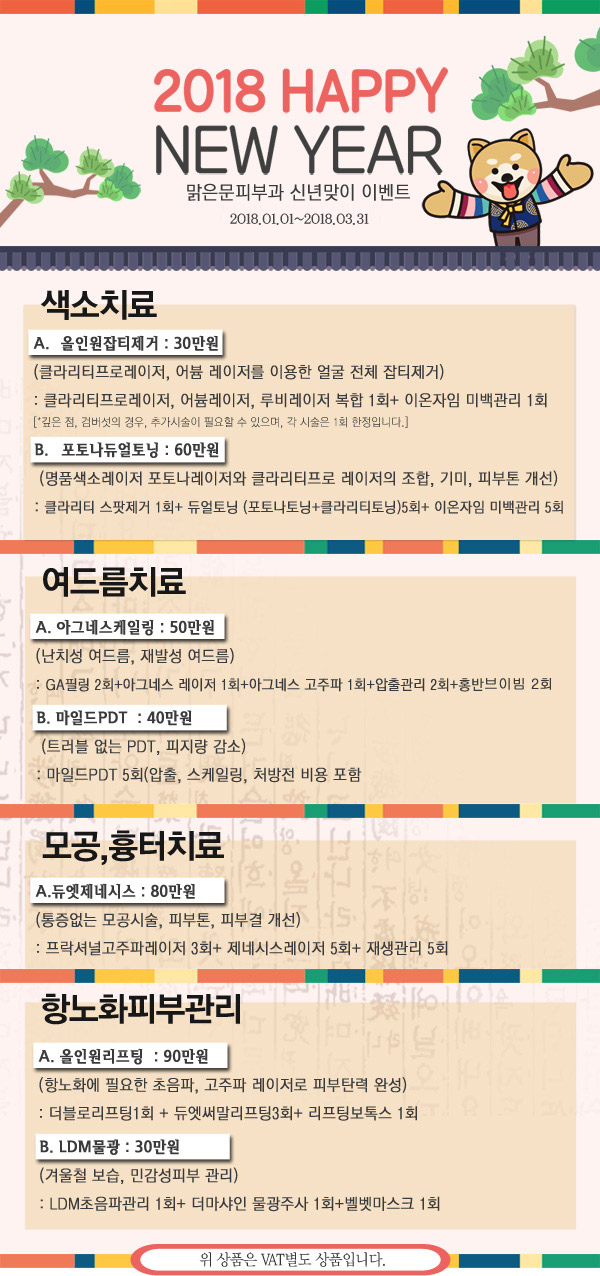 2018 HAPPY
NEW YEAR
맑은문피부과 신년맞이 이벤트
2018.01.01~2018.03.31
색소치료
A. 올인원잡티제거 : 30만원
(클라리티프로레이저, 어븀 레이저를 이용한 얼굴 전체 잡티제거)
: 클라리티프로레이저, 어븀레이저, 루비레이저 복합 1회+ 이온자임 미백관리 1회
[*깊은 점, 검버섯의 경우, 추가시술이 필요할 수 있으며, 각 시술은 1회 한정입니다.]
B. 포토나듀얼토닝 : 60만원
(명품색소레이저 포토나레이저와 클라리티프로 레이저의 조합, 기미, 피부톤 개선)
: 클라리티 스팟제거 1회+ 듀얼토닝 (포토나토닝+클라리티토닝)5회+ 이온자임 미백관리 5회
여드름치료
A. 아그네스케일링 : 50만원
(난치성 여드름, 재발성 여드름)
: GA필링 2회+아그네스 레이저 1회+아그네스 고주파 1회+압출관리 2회+홍반브이빔 2회
B. 마일드PDT : 40만원
(트러블 없는 PDT, 피지량 감소)
: 마일드PDT 5회(압출, 스케일링, 처방전 비용 포함
모공,흉터치료
A.듀엣제네시스 : 80만원
(통증없는 모공시술, 피부톤, 피부결 개선)
: 프락셔널고주파레이저 3회+ 제네시스레이저 5회+ 재생관리 5회
항노화피부관리
A. 올인원리프팅 : 90만원
(항노화에 필요한 초음파, 고주파 레이저로 피부탄력 완성)
: 더블로리프팅1회 + 듀엣써말리프팅3회+ 리프팅보톡스 1회
B. LDM물광 : 30만원
(겨울철 보습, 민감성피부 관리)
: LDM초음파관리 1회+ 더마샤인 물광주사 1회+벨벳마스크 1회
위 상품은 VAT별도 상품입니다.